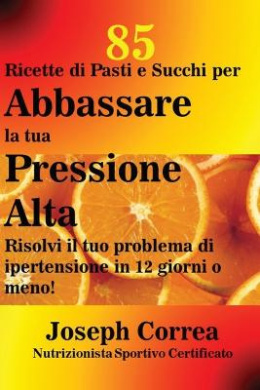 85
Ricette di Pasti e Succhi per
Abbassare
la tua
Pressione
Alta
Risolvi il tuo problema di
ipertensione in 12 giorni o
meno!
Joseph Correa
Nutrizionista Sportivo Certificato